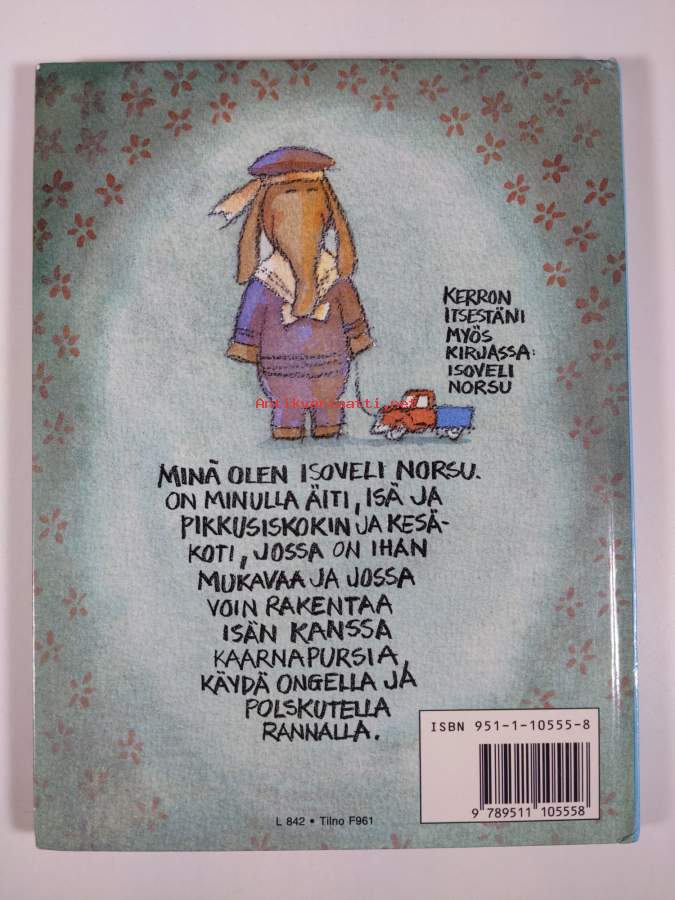 KERRON
ITSESTÄNI
MYÖS
KIRJASSA:
ISOVELI
NORSU
Antikvariaatti.net
MINÄ OLEN ISOVELI NORSU.
ON MINULLA ÄITI, ISÄ JA
PIKKUSISKOKIN JA KESÄ-
KOTI, JOSSA ON IHAN
MUKAVAA JA JOSSA
VOIN RAKENTAA
ISÄN KANSSA
KAARNAPURSIA,
KÄYDÄ ONGELLA JA
POLSKUTELLA
RANNALLA.
ISBN 951-1-10555-8
9 789511 105558
L 842 • Tilno F961